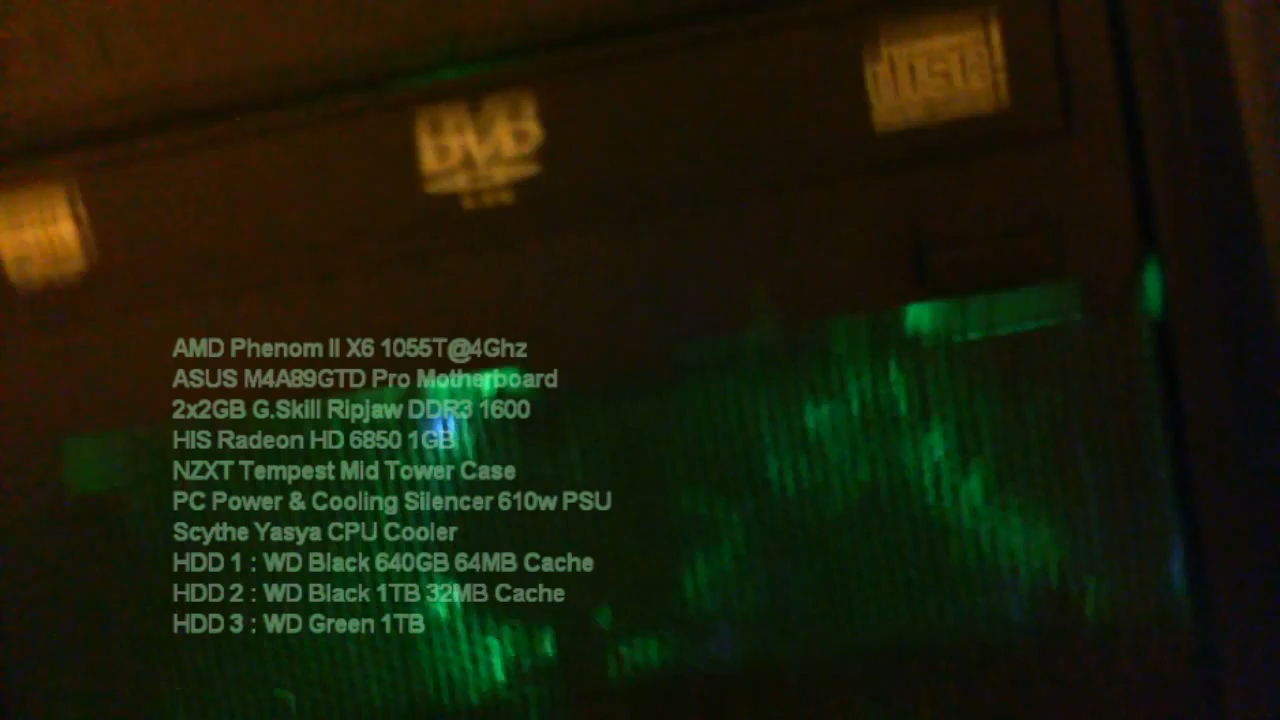 DVD
AMD Phenom II X6 1055T@4Ghz
ASUS M4A89GTD Pro Motherboard
2x2GB G.Skill Ripjaw DDR3 1600
HIS Radeon HD 6850 1GB
NZXT Tempest Mid Tower Case
PC Power & Cooling Silencer 610w PSU
Scythe Yasya CPU Cooler
HDD 1 : WD Black 640GB 64MB Cache
HDD 2 : WD Black 1TB 32MB Cache
HDD 3 : WD Green 1TB